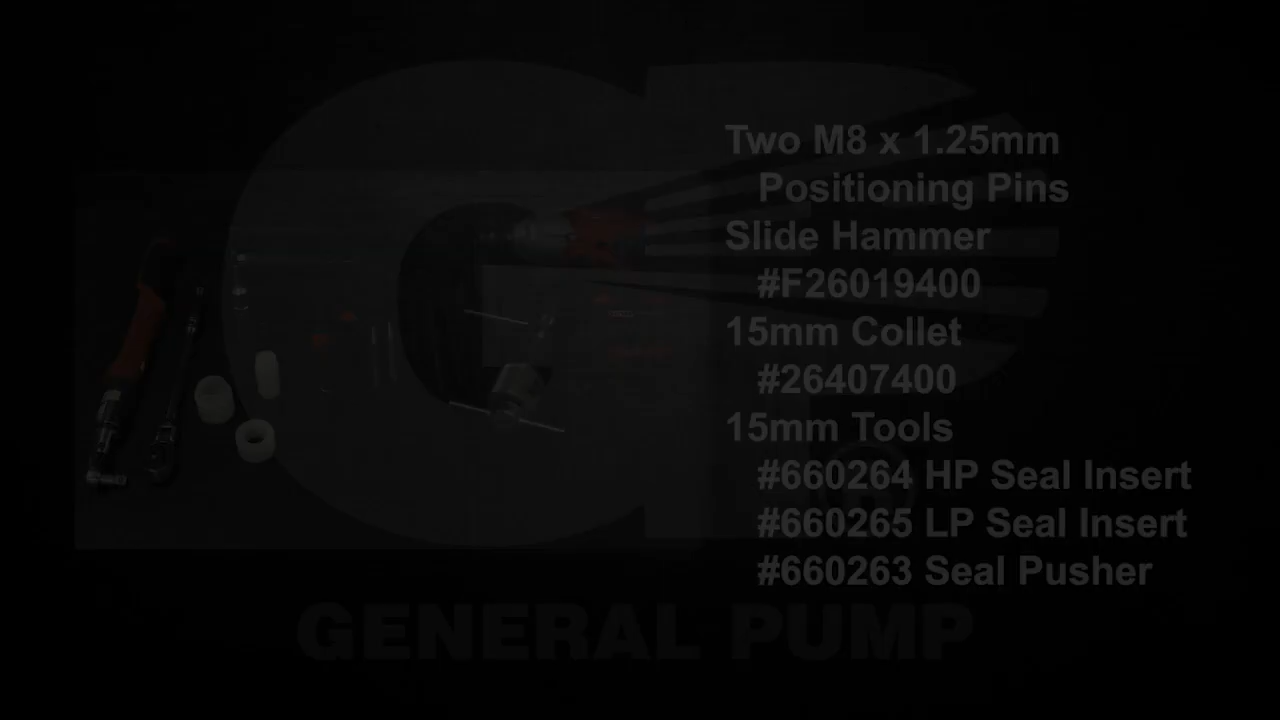 Two M8 x 1.25mm
Positioning Pins
Slide Hammer
#F26019400
15mm Collet
#26407400
15mm Tools
#660264 HP Seal Insert
#660265 LP Seal Insert
#660263 Seal Pusher
GENERAL PUMP